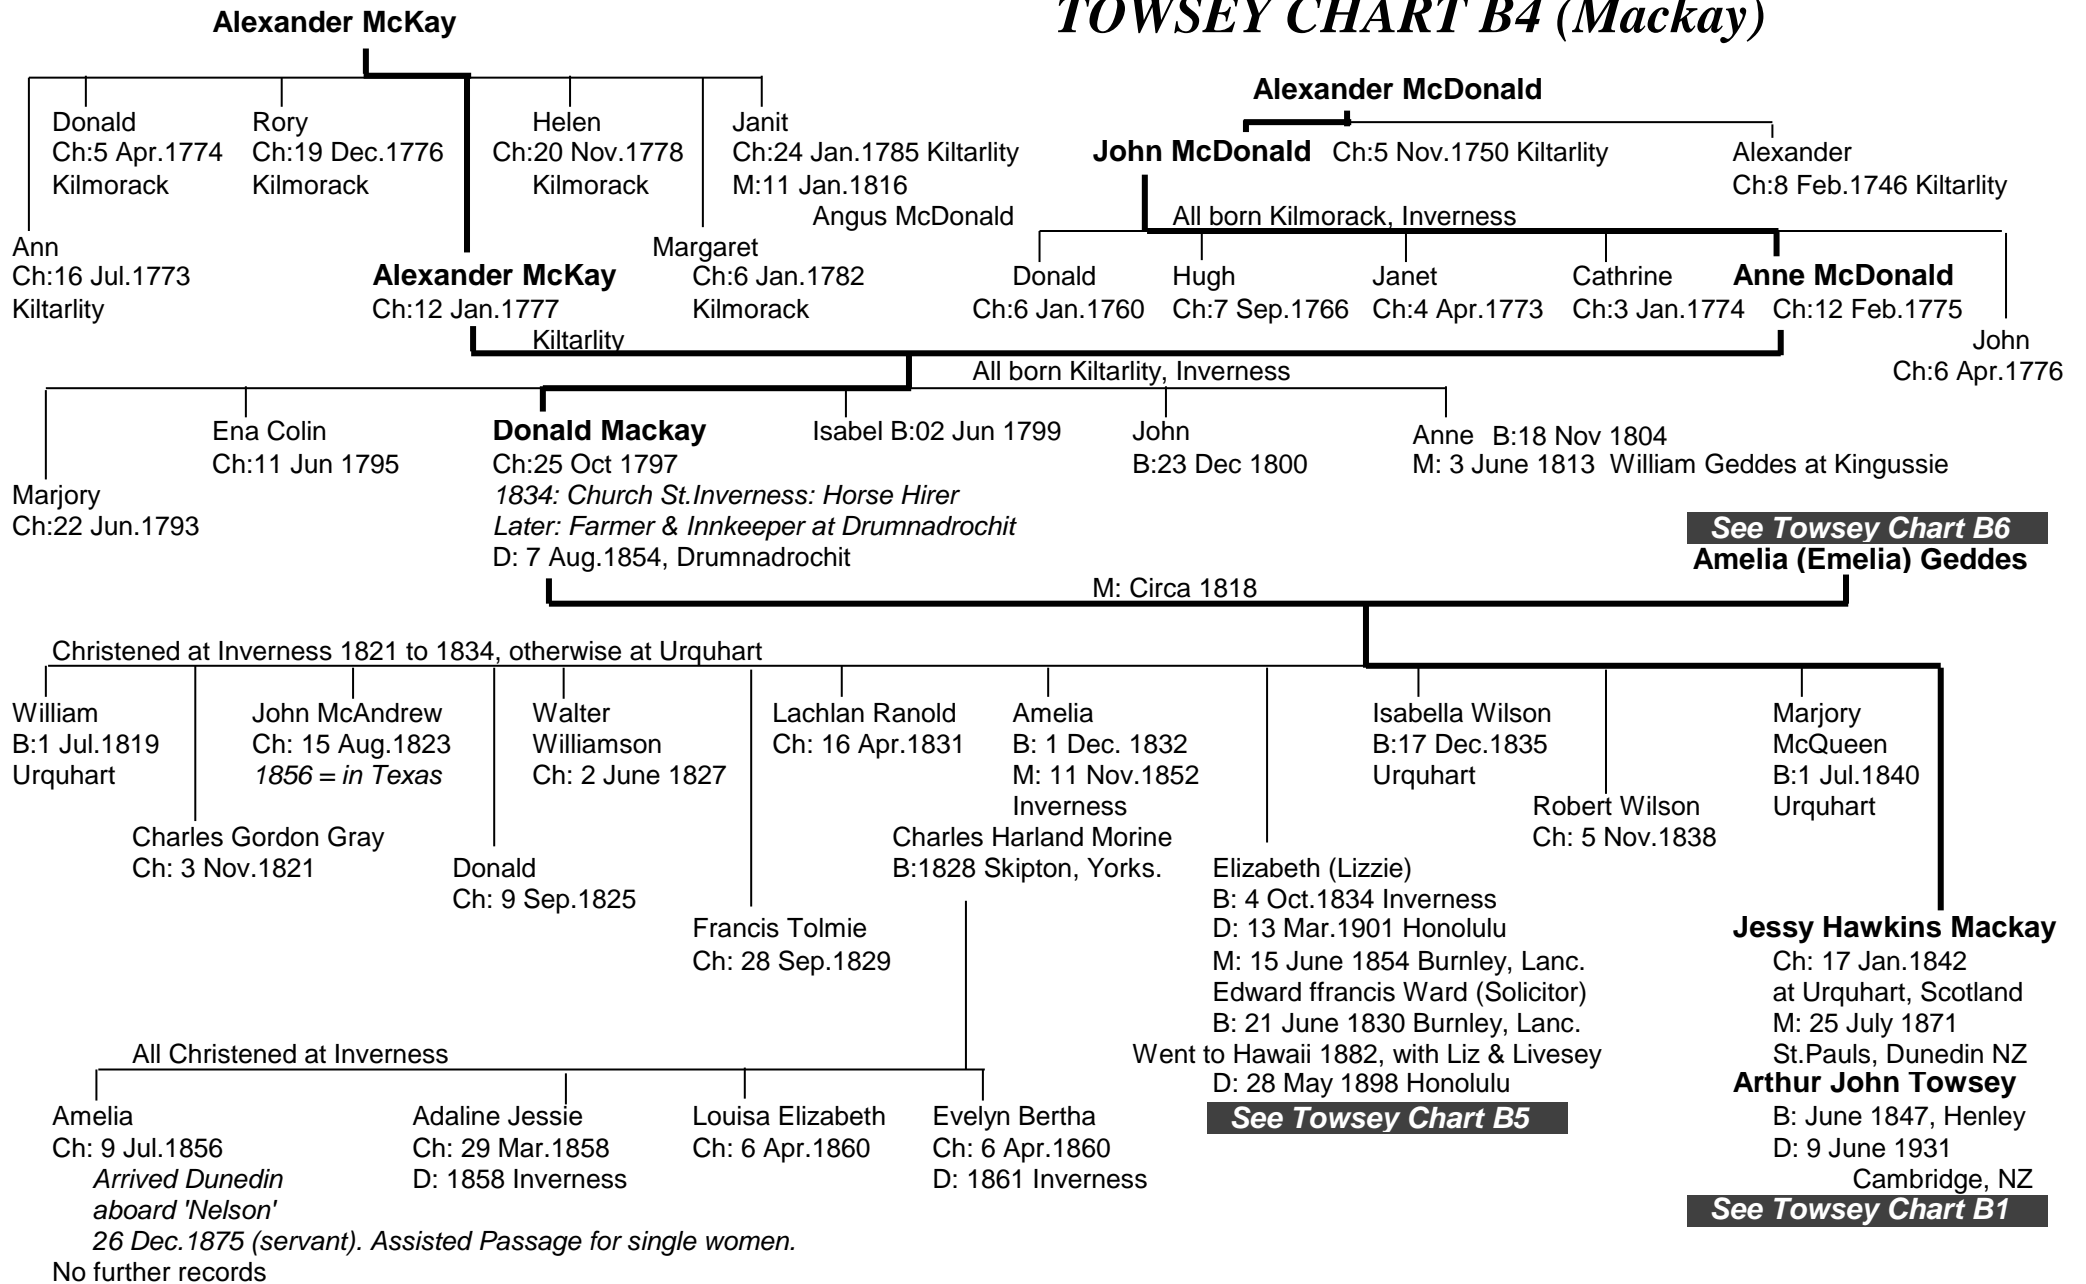 TOWSEY CHART B4 (Mackay)
Alexander McKay
Alexander McDonald
Donald
Ch:5 Apr.1774
Kilmorack
Rory
Ch:19 Dec.1776
Kilmorack
Helen
Ch:20 Nov.1778
Kilmorack
Janit
Ch:24 Jan.1785 Kiltarlity
M:11 Jan.1816
Angus McDonald
John McDonald Ch:5 Nov.1750 Kiltarlity
Alexander
Ch:8 Feb.1746 Kiltarlity
Ann
Ch:16 Jul.1773
Kiltarlity
Alexander McKay
Ch:12 Jan.1777
Kiltarlity
Margaret
Ch:6 Jan.1782
Kilmorack
All born Kilmorack, Inverness
Donald
Ch:6 Jan.1760
Hugh
Ch:7 Sep.1766
Janet
Ch:4 Apr.1773
Cathrine
Ch:3 Jan.1774
Anne McDonald
Ch:12 Feb.1775
John
Ch:6 Apr.1776
All born Kiltarlity, Inverness
Marjory
Ch:22 Jun.1793
Ena Colin
Ch:11 Jun 1795
Donald Mackay
Ch:25 Oct 1797
1834: Church St.Inverness: Horse Hirer
Later: Farmer & Innkeeper at Drumnadrochit
D: 7 Aug.1854, Drumnadrochit
Isabel B:02 Jun 1799
John
B:23 Dec 1800
Anne B:18 Nov 1804
M: 3 June 1813 William Geddes at Kingussie
See Towsey Chart B6
Amelia (Emelia) Geddes
M: Circa 1818
Christened at Inverness 1821 to 1834, otherwise at Urquhart
William
B:1 Jul.1819
Urquhart
Charles Gordon Gray
Ch: 3 Nov.1821
John McAndrew
Ch: 15 Aug.1823
1856 = in Texas
Donald
Ch: 9 Sep.1825
Walter
Williamson
Ch: 2 June 1827
Francis Tolmie
Ch: 28 Sep.1829
Lachlan Ranold
Ch: 16 Apr.1831
Amelia
B: 1 Dec. 1832
M: 11 Nov.1852
Inverness
Charles Harland Morine
B:1828 Skipton, Yorks.
Elizabeth (Lizzie)
B: 4 Oct.1834 Inverness
D: 13 Mar.1901 Honolulu
M: 15 June 1854 Burnley, Lanc.
Edward ffrancis Ward (Solicitor)
B: 21 June 1830 Burnley, Lanc.
Went to Hawaii 1882, with Liz & Livesey
D: 28 May 1898 Honolulu
See Towsey Chart B5
Isabella Wilson
B:17 Dec.1835
Urquhart
Robert Wilson
Ch: 5 Nov.1838
Marjory
McQueen
B:1 Jul.1840
Urquhart
Jessy Hawkins Mackay
Ch: 17 Jan.1842
at Urquhart, Scotland
M: 25 July 1871
St.Pauls, Dunedin NZ
Arthur John Towsey
B: June 1847, Henley
D: 9 June 1931
Cambridge, NZ
See Towsey Chart B1
All Christened at Inverness
Amelia
Ch: 9 Jul.1856
Arrived Dunedin
aboard 'Nelson'
26 Dec.1875 (servant). Assisted Passage for single women.
No further records
Adaline Jessie
Ch: 29 Mar.1858
D: 1858 Inverness
Louisa Elizabeth
Ch: 6 Apr.1860
Evelyn Bertha
Ch: 6 Apr.1860
D: 1861 Inverness